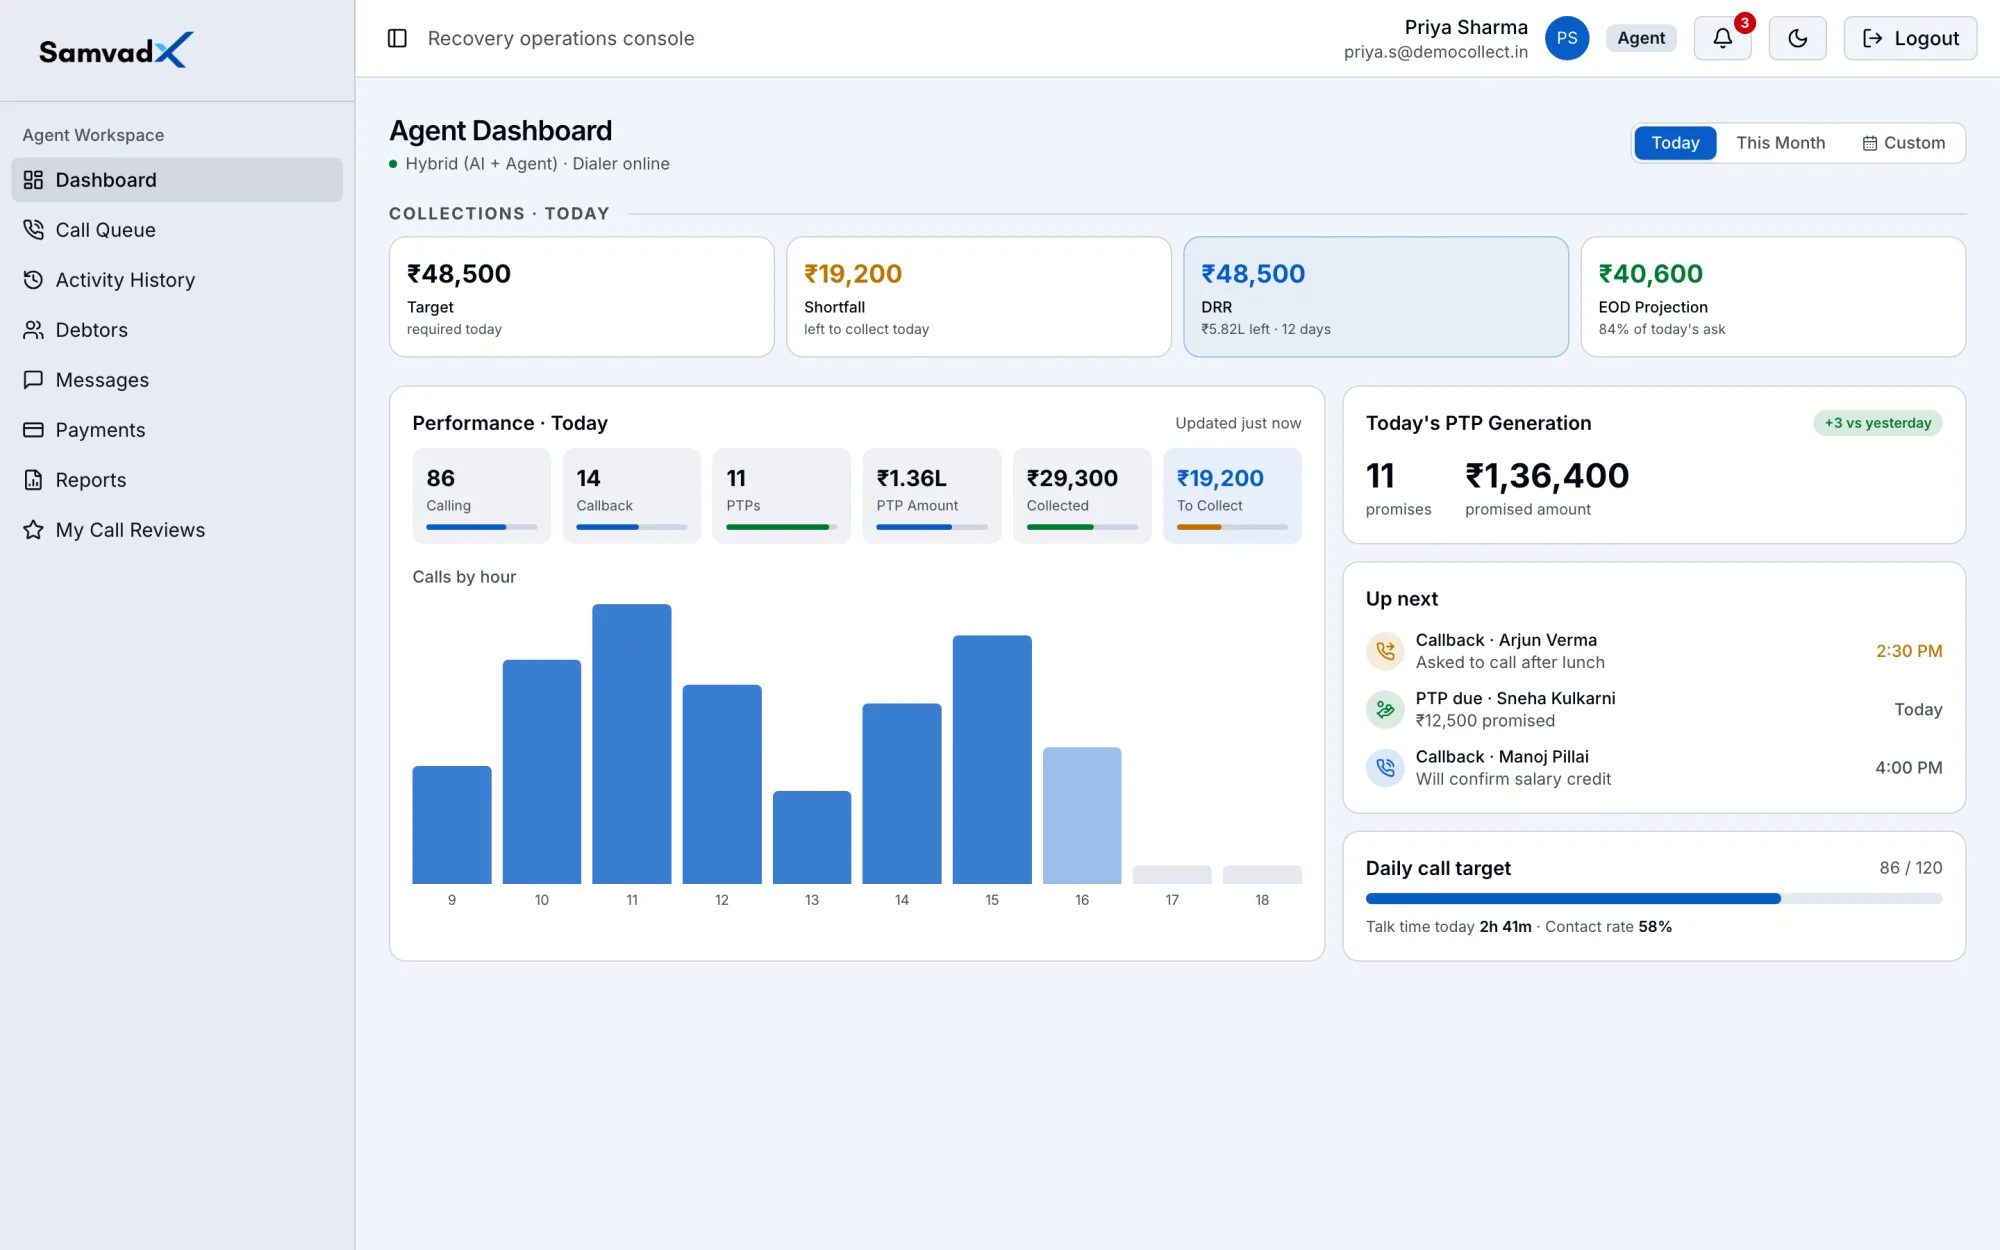 SamvadX
Recovery operations console
Priya Sharma
priya.s@democollect.in
PS
Agent
3
Logout
Agent Workspace
Dashboard
Call Queue
Activity History
Debtors
Messages
Payments
Reports
My Call Reviews
Agent Dashboard
Hybrid (AI + Agent) · Dialer online
Today
This Month
Custom
COLLECTIONS · TODAY
₹48,500
Target
required today
₹19,200
Shortfall
left to collect today
₹48,500
DRR
₹5.82L left · 12 days
₹40,600
EOD Projection
84% of today's ask
Performance · Today
Updated just now
86
Calling
14
Callback
11
PTPs
₹1.36L
PTP Amount
₹29,300
Collected
₹19,200
To Collect
Calls by hour
9 10 11 12 13 14 15 16 17 18
Today's PTP Generation
+3 vs yesterday
11
promises
₹1,36,400
promised amount
Up next
Callback · Arjun Verma
Asked to call after lunch
2:30 PM
PTP due · Sneha Kulkarni
₹12,500 promised
Today
Callback · Manoj Pillai
Will confirm salary credit
4:00 PM
Daily call target
86 / 120
Talk time today 2h 41m · Contact rate 58%